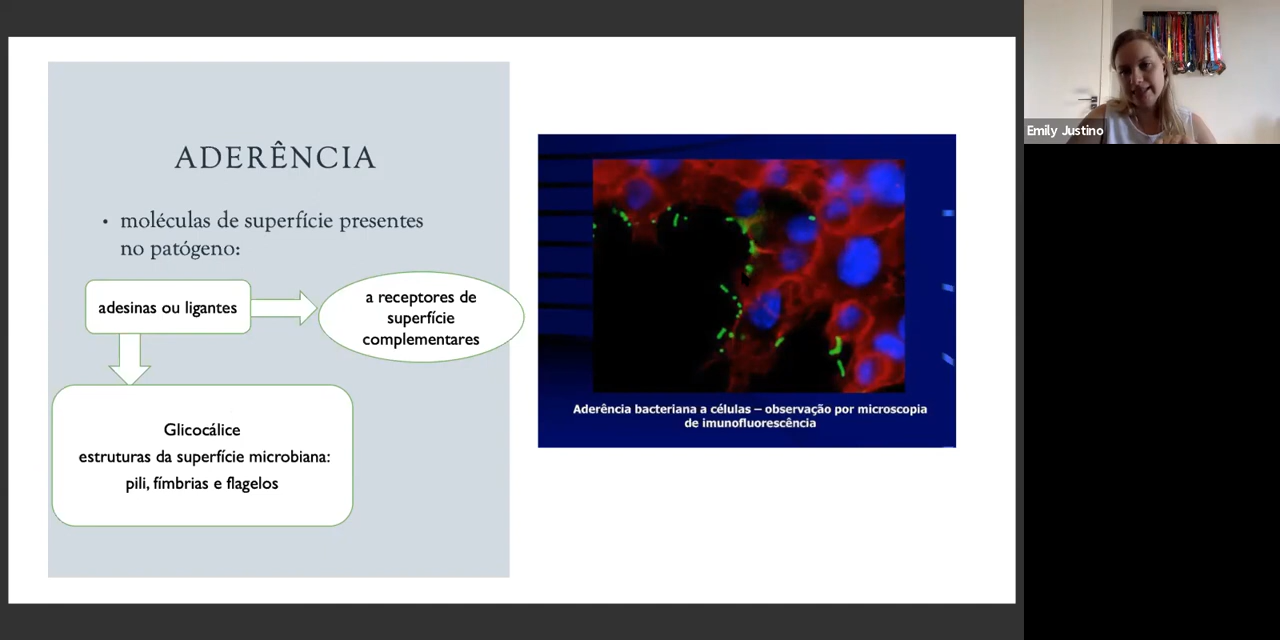 ADERÊNCIA
• moléculas de superfície presentes
no patógeno:
adesinas ou ligantes
a receptores de
superfície
complementares
Glicocálice
estruturas da superfície microbiana:
pili, fímbrias e flagelos
Aderência bacteriana a células – observação por microscopia
de imunofluorescência
Emily Justino